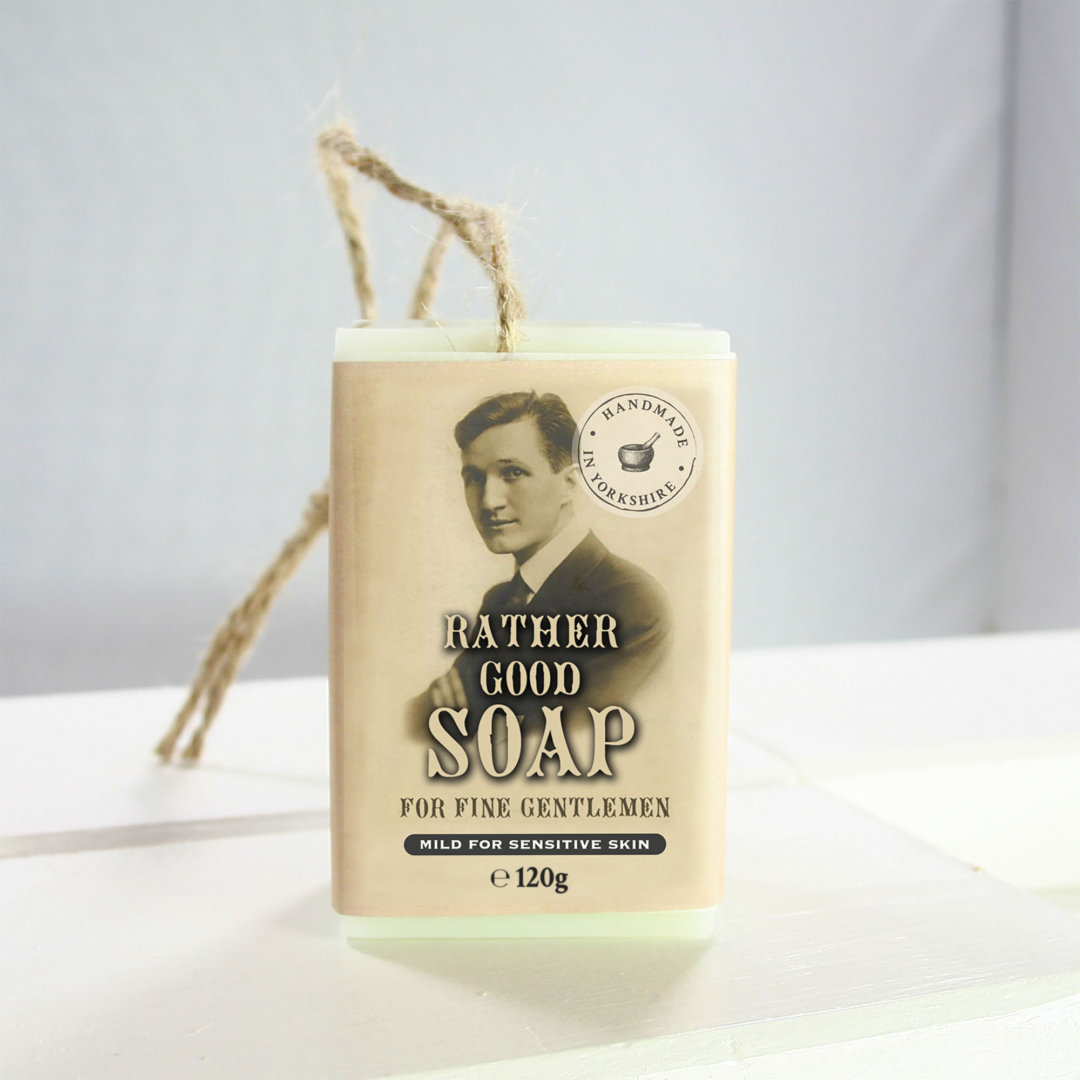 HANDMADE
IN YORKSHIRE
RATHER
GOOD
SOAP
FOR FINE GENTLEMEN
MILD FOR SENSITIVE SKIN
℮ 120g